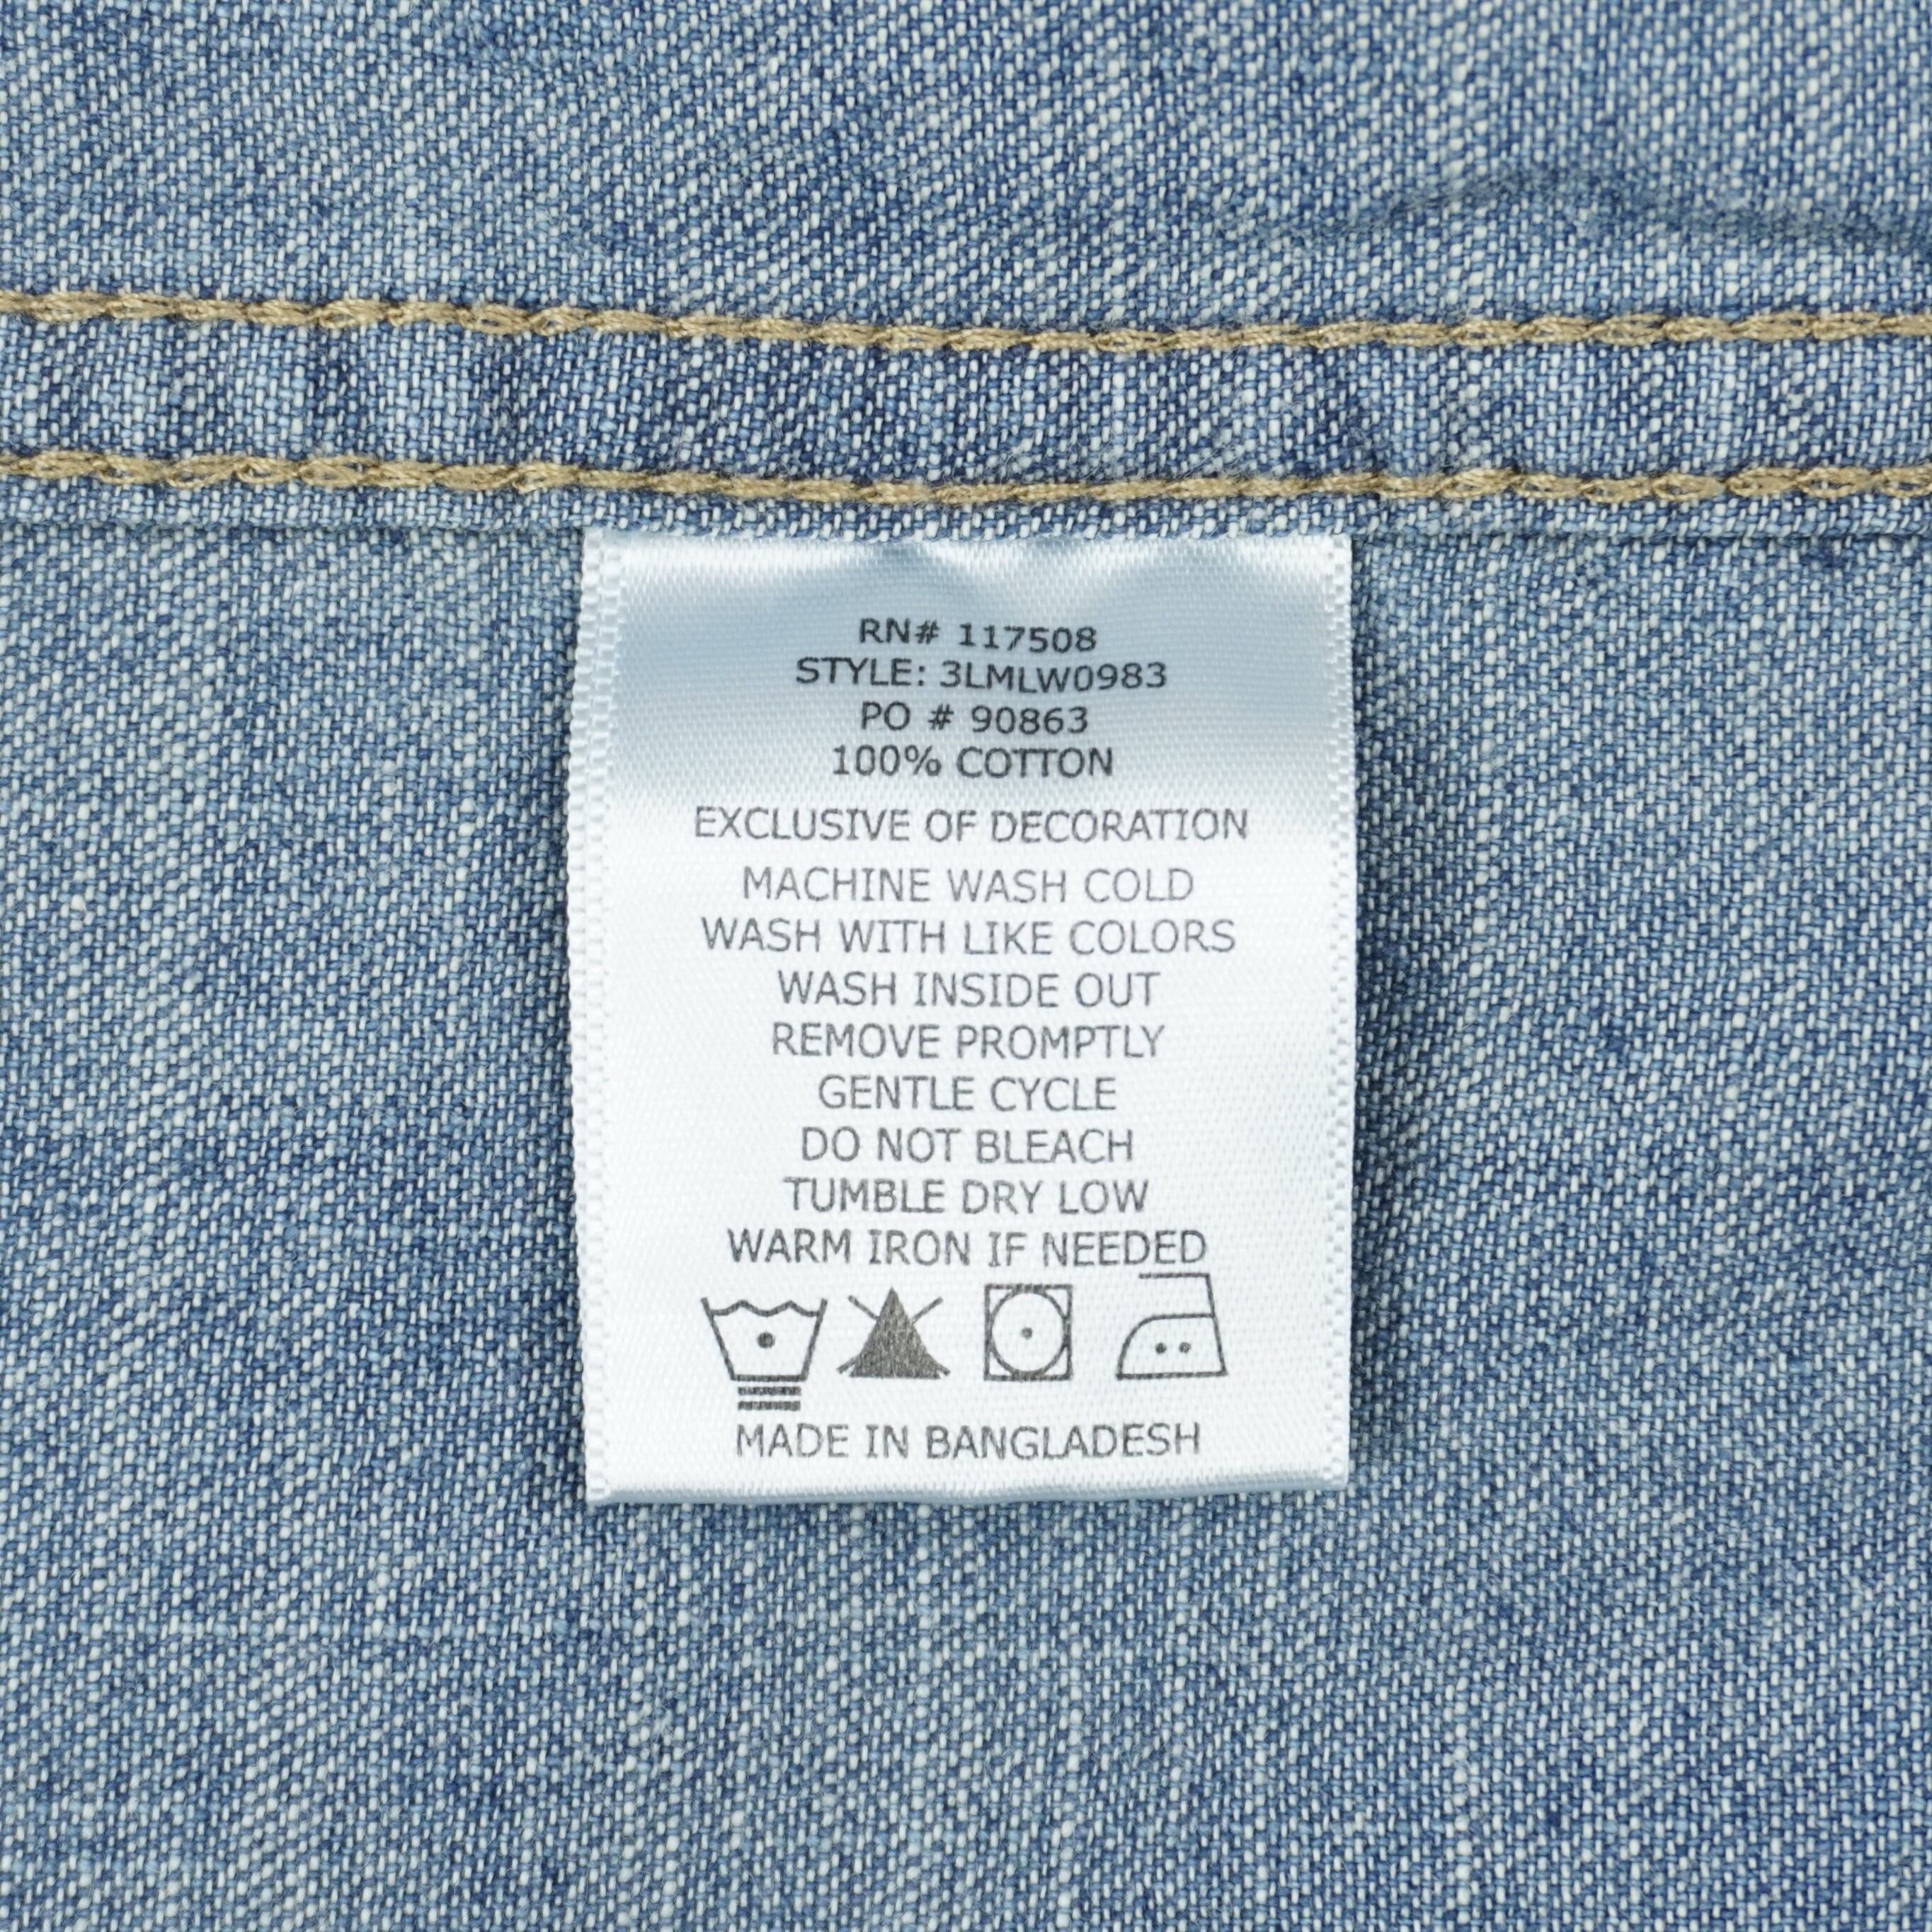 RN# 117508
STYLE: 3LMLW0983
PO # 90863
100% COTTON
EXCLUSIVE OF DECORATION
MACHINE WASH COLD
WASH WITH LIKE COLORS
WASH INSIDE OUT
REMOVE PROMPTLY
GENTLE CYCLE
DO NOT BLEACH
TUMBLE DRY LOW
WARM IRON IF NEEDED
MADE IN BANGLADESH